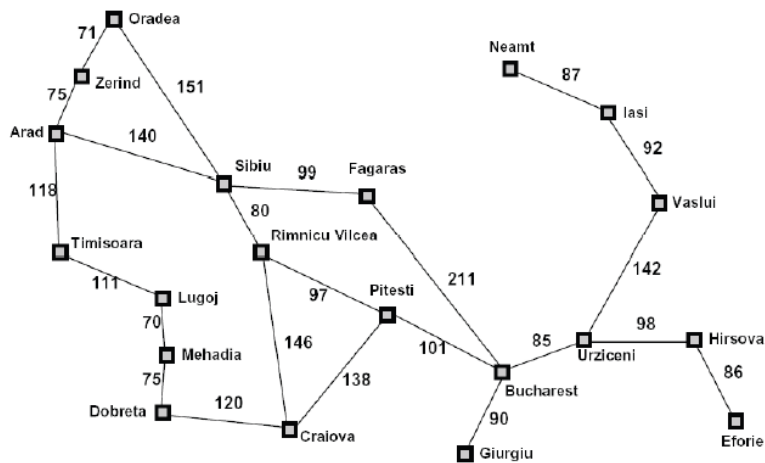 Oradea
71
Neamt
Zerind
87
75
151
Iasi
Arad
140
92
Sibiu
99
Fagaras
118
80
Vaslui
Rimnicu Vilcea
Timisoara
142
111
211
97
Pitesti
Lugoj
70
98
Hirsova
146
101
85
Mehadia
Urziceni
138
86
75
Bucharest
Dobreta
120
90
Craiova
Eforie
Giurgiu